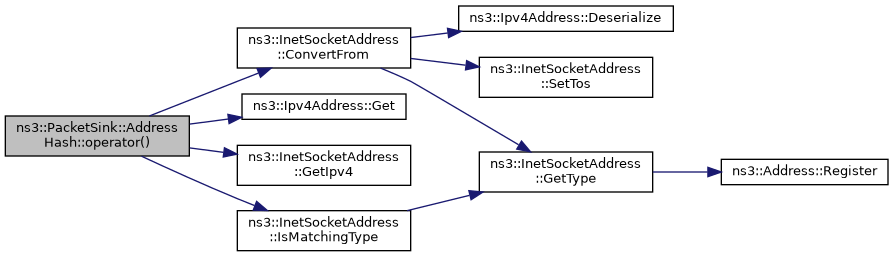 ns3::PacketSink::Address
Hash::operator()
ns3::InetSocketAddress
::ConvertFrom
ns3::Ipv4Address::Get
ns3::InetSocketAddress
::GetIpv4
ns3::InetSocketAddress
::IsMatchingType
ns3::Ipv4Address::Deserialize
ns3::InetSocketAddress
::SetTos
ns3::InetSocketAddress
::GetType
ns3::Address::Register